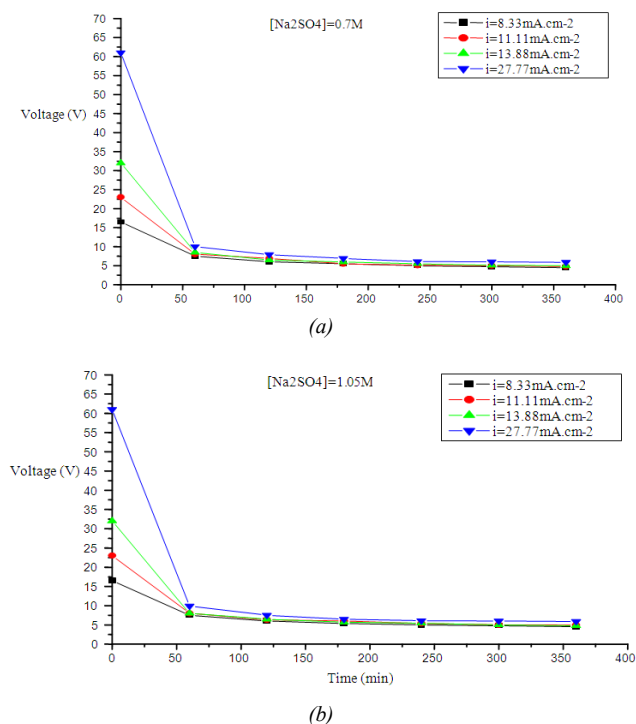 [Na2SO4]=0.7M
i=8.33mA.cm-2
i=11.11mA.cm-2
i=13.88mA.cm-2
i=27.77mA.cm-2
Voltage (V)
70
65
60
55
50
45
40
35
30
25
20
15
10
5
0
0 50 100 150 200 250 300 350 400
(a)
[Na2SO4]=1.05M
i=8.33mA.cm-2
i=11.11mA.cm-2
i=13.88mA.cm-2
i=27.77mA.cm-2
Voltage (V)
70
65
60
55
50
45
40
35
30
25
20
15
10
5
0
0 50 100 150 200 250 300 350 400
Time (min)
(b)